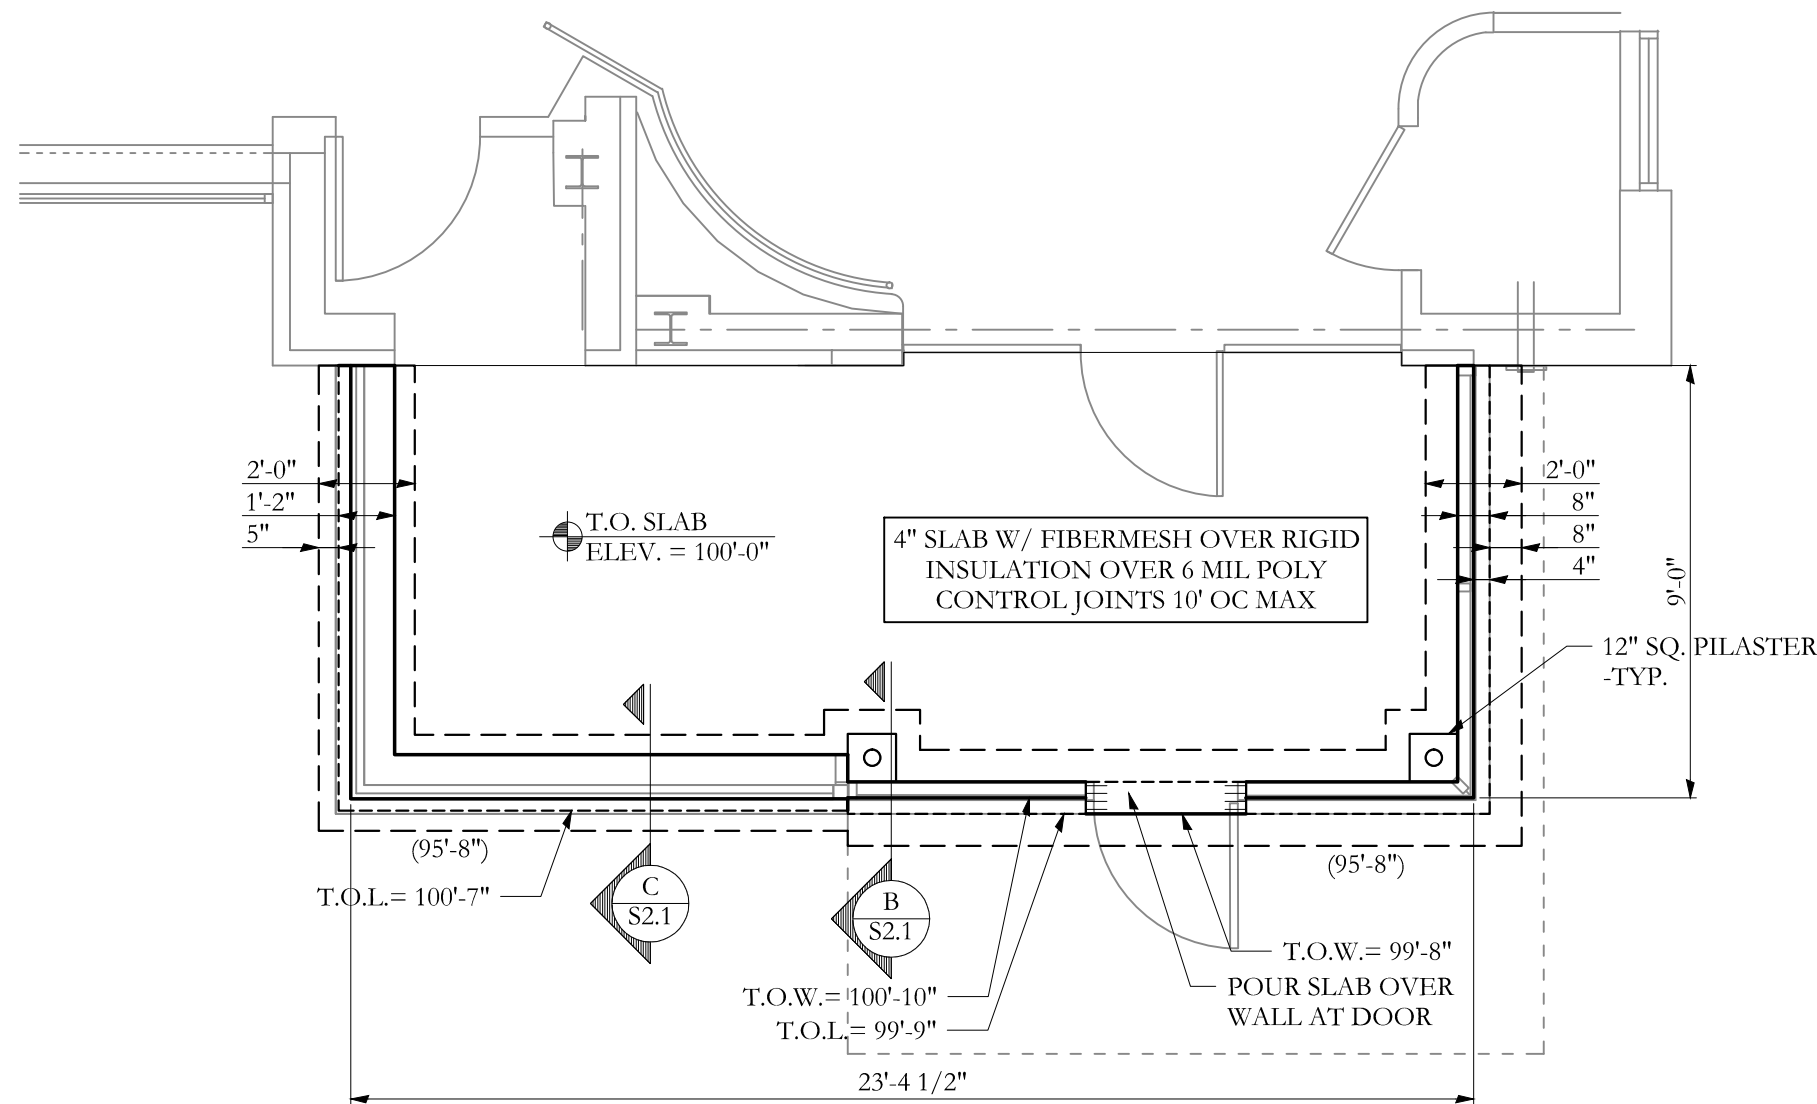 2'-0"
1'-2"
5"
T.O. SLAB
ELEV. = 100'-0"
4" SLAB W/ FIBERMESH OVER RIGID
INSULATION OVER 6 MIL POLY
CONTROL JOINTS 10' OC MAX
2'-0"
8"
8"
4"
9'-0"
12" SQ. PILASTER
-TYP.
(95'-8")
(95'-8")
T.O.L.= 100'-7"
C
S2.1
B
S2.1
T.O.W.= 99'-8"
POUR SLAB OVER
WALL AT DOOR
T.O.W.= 100'-10"
T.O.L.= 99'-9"
23'-4 1/2"